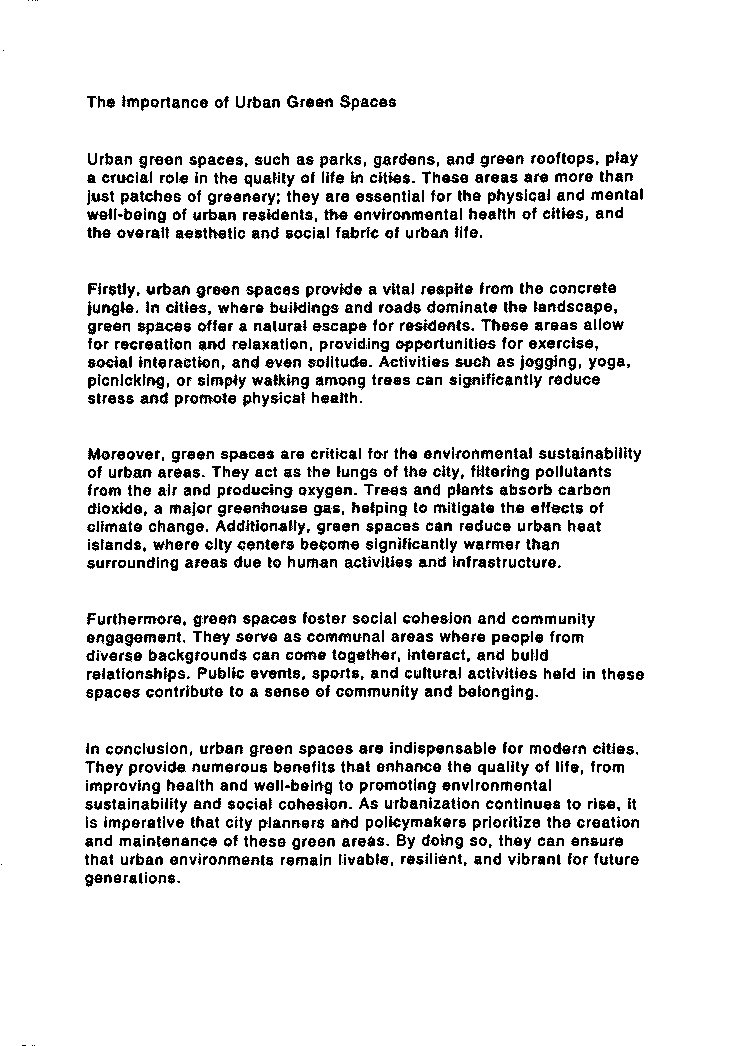 The Importance of Urban Green Spaces
Urban green spaces, such as parks, gardens, and green rooftops, play
a crucial role in the quality of life in cities. These areas are more than
just patches of greenery; they are essential for the physical and mental
well-being of urban residents, the environmental health of cities, and
the overall aesthetic and social fabric of urban life.
Firstly, urban green spaces provide a vital respite from the concrete
jungle. In cities, where buildings and roads dominate the landscape,
green spaces offer a natural escape for residents. These areas allow
for recreation and relaxation, providing opportunities for exercise,
social interaction, and even solitude. Activities such as jogging, yoga,
picnicking, or simply walking among trees can significantly reduce
stress and promote physical health.
Moreover, green spaces are critical for the environmental sustainability
of urban areas. They act as the lungs of the city, filtering pollutants
from the air and producing oxygen. Trees and plants absorb carbon
dioxide, a major greenhouse gas, helping to mitigate the effects of
climate change. Additionally, green spaces can reduce urban heat
islands, where city centers become significantly warmer than
surrounding areas due to human activities and infrastructure.
Furthermore, green spaces foster social cohesion and community
engagement. They serve as communal areas where people from
diverse backgrounds can come together, interact, and build
relationships. Public events, sports, and cultural activities held in these
spaces contribute to a sense of community and belonging.
In conclusion, urban green spaces are indispensable for modern cities.
They provide numerous benefits that enhance the quality of life, from
improving health and well-being to promoting environmental
sustainability and social cohesion. As urbanization continues to rise, it
is imperative that city planners and policymakers prioritize the creation
and maintenance of these green areas. By doing so, they can ensure
that urban environments remain livable, resilient, and vibrant for future
generations.